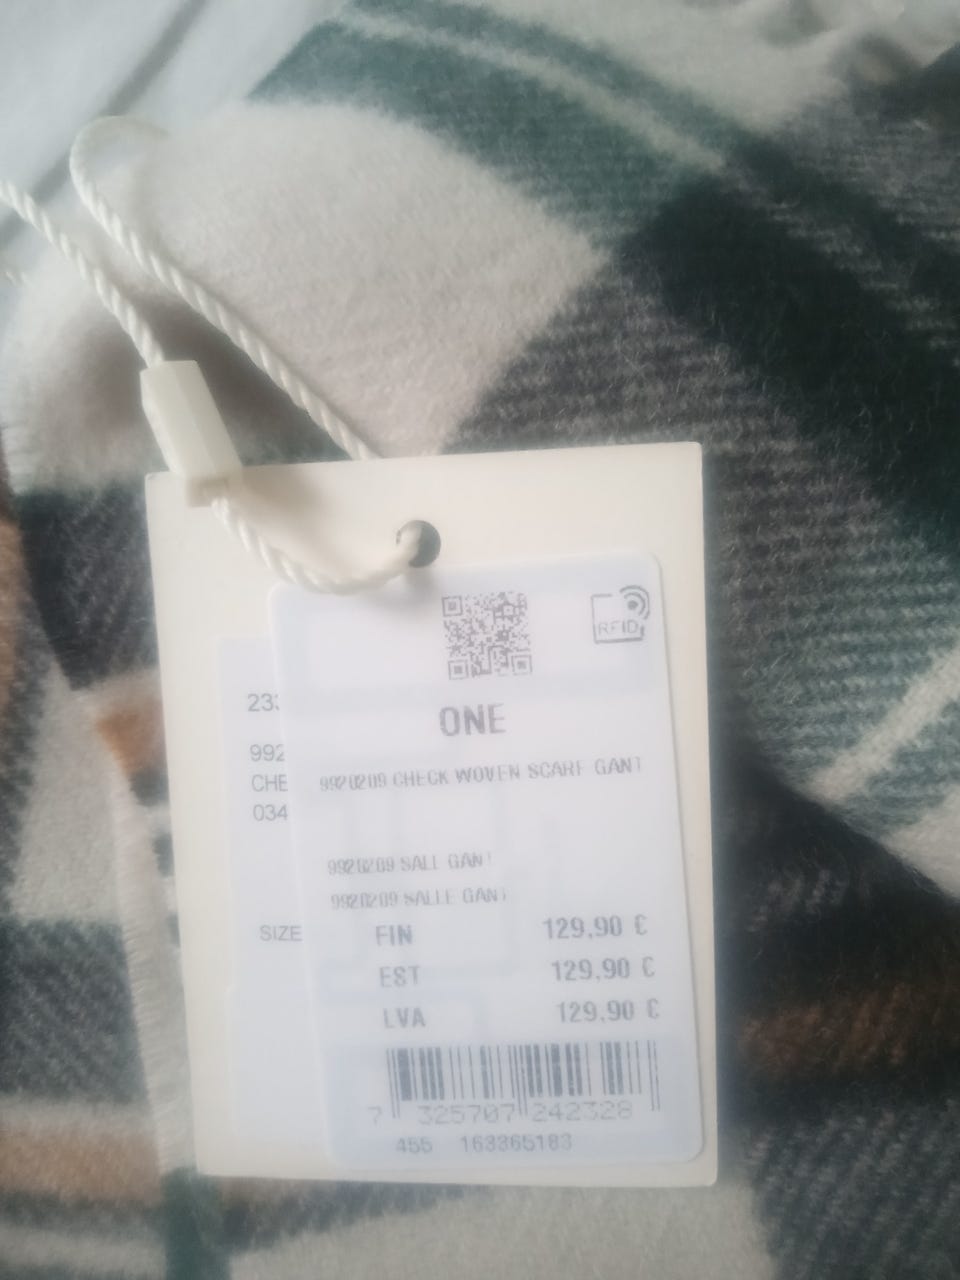 RFID
ONE
9920209 CHECK WOVEN SCARF GANT
9920209 SALL GANT
9920209 SALLE GANT
FIN 129,90 €
EST 129,90 €
LVA 129,90 €
7 325707 242328
455 163365183
233
992
CHE
034
SIZE